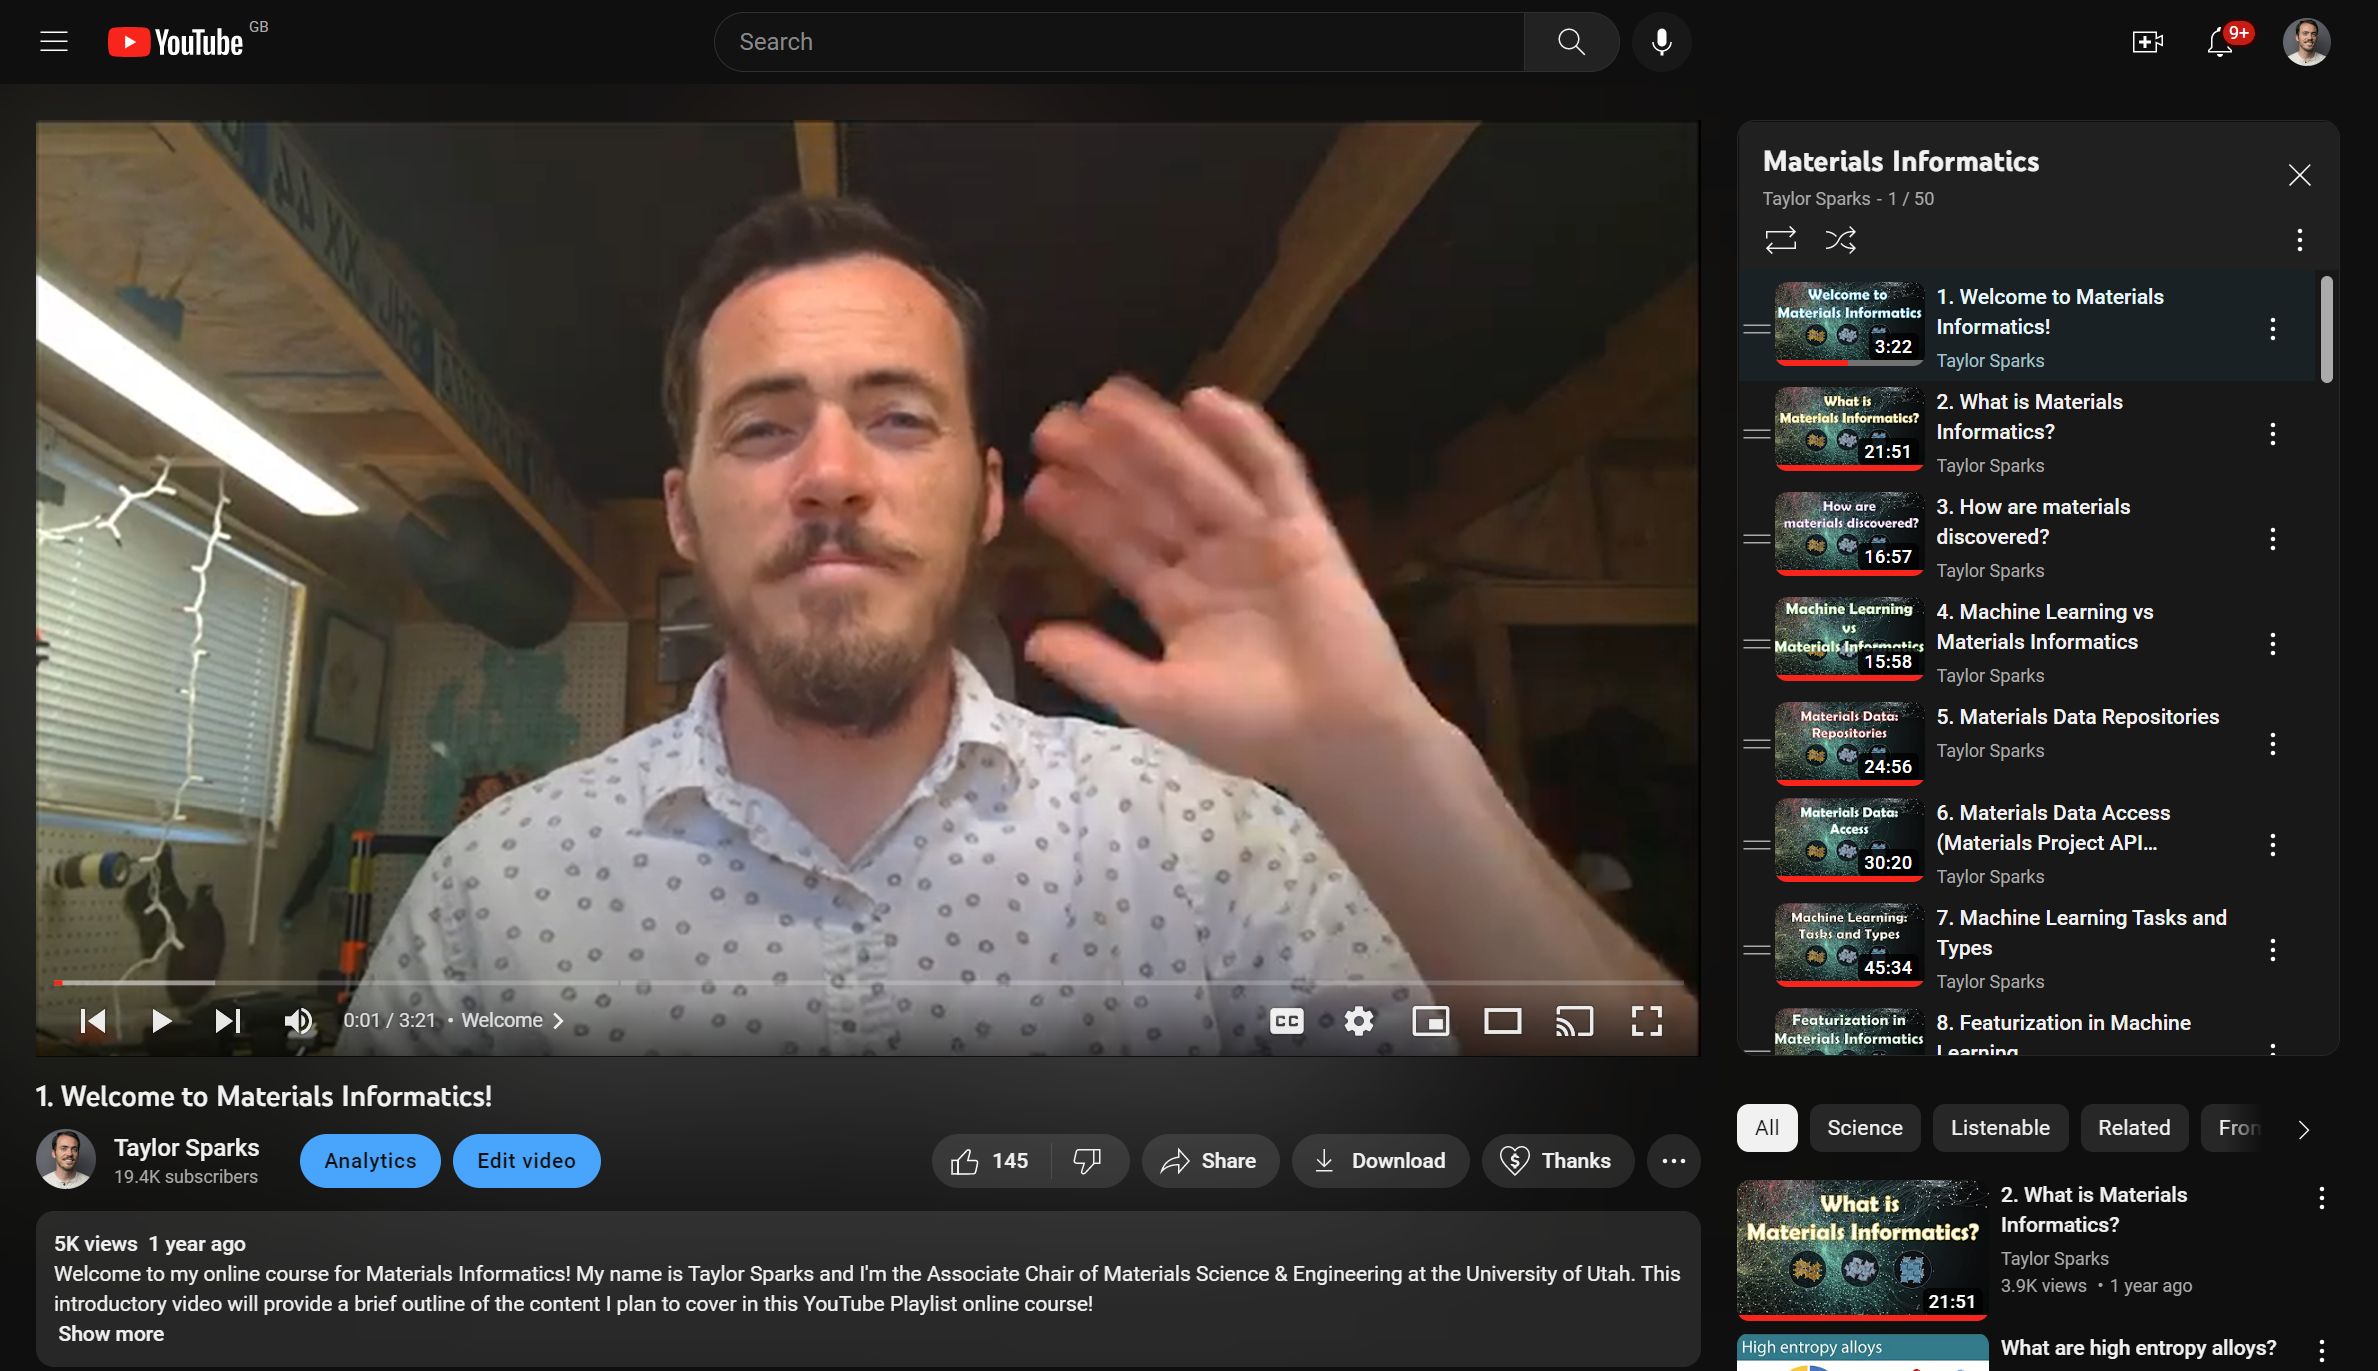 YouTube GB
Search
9+
Materials Informatics
Taylor Sparks - 1 / 50
Welcome to
Materials Informatics
3:22
1. Welcome to Materials
Informatics!
Taylor Sparks
What is
Materials Informatics?
21:51
2. What is Materials
Informatics?
Taylor Sparks
How are
materials discovered?
16:57
3. How are materials
discovered?
Taylor Sparks
Machine Learning
vs
Materials Informatics
15:58
4. Machine Learning vs
Materials Informatics
Taylor Sparks
Materials Data:
Repositories
24:56
5. Materials Data Repositories
Taylor Sparks
Materials Data:
Access
30:20
6. Materials Data Access
(Materials Project API...
Taylor Sparks
Machine Learning:
Tasks and Types
45:34
7. Machine Learning Tasks and
Types
Taylor Sparks
Featurization in
Materials Informatics
8. Featurization in Machine
Learning
0:01 / 3:21 • Welcome
CC
1. Welcome to Materials Informatics!
Taylor Sparks
19.4K subscribers
Analytics
Edit video
145
Share
Download
Thanks
5K views 1 year ago
Welcome to my online course for Materials Informatics! My name is Taylor Sparks and I'm the Associate Chair of Materials Science & Engineering at the University of Utah. This
introductory video will provide a brief outline of the content I plan to cover in this YouTube Playlist online course!
Show more
All
Science
Listenable
Related
From
What is
Materials Informatics?
21:51
2. What is Materials
Informatics?
Taylor Sparks
3.9K views • 1 year ago
High entropy alloys
What are high entropy alloys?